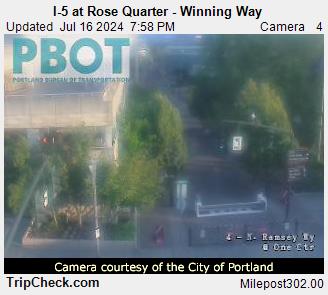 I-5 at Rose Quarter - Winning Way
Updated Jul 16 2024 7:58 PM Camera 4
PBOT
PORTLAND BUREAU OF TRANSPORTATION
4 - N. Ramsey Wy
@ One Ctr
Camera courtesy of the City of Portland
TripCheck.com Milepost302.00